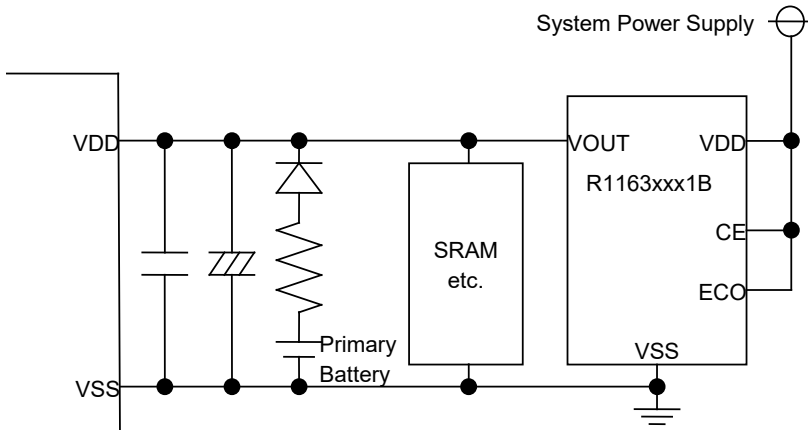 System Power Supply
VDD
VOUT
VDD
R1163xxx1B
CE
SRAM
etc.
ECO
Primary
Battery
VSS
VSS